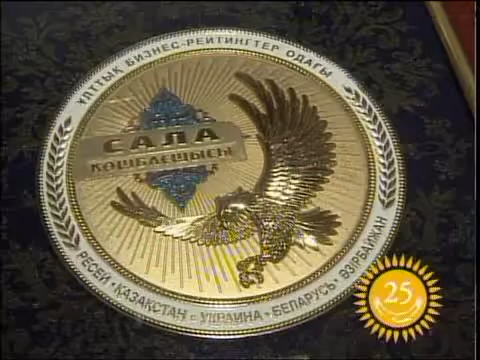 ҰЛТТЫҚ БИЗНЕС-РЕЙТИНГТЕР ОДАҒЫ
САЛА
КӨШБАСШЫСЫ
РЕСЕЙ • ҚАЗАҚСТАН • УКРАИНА • БЕЛАРУСЬ • ӘЗІРБАЙЖАН
25